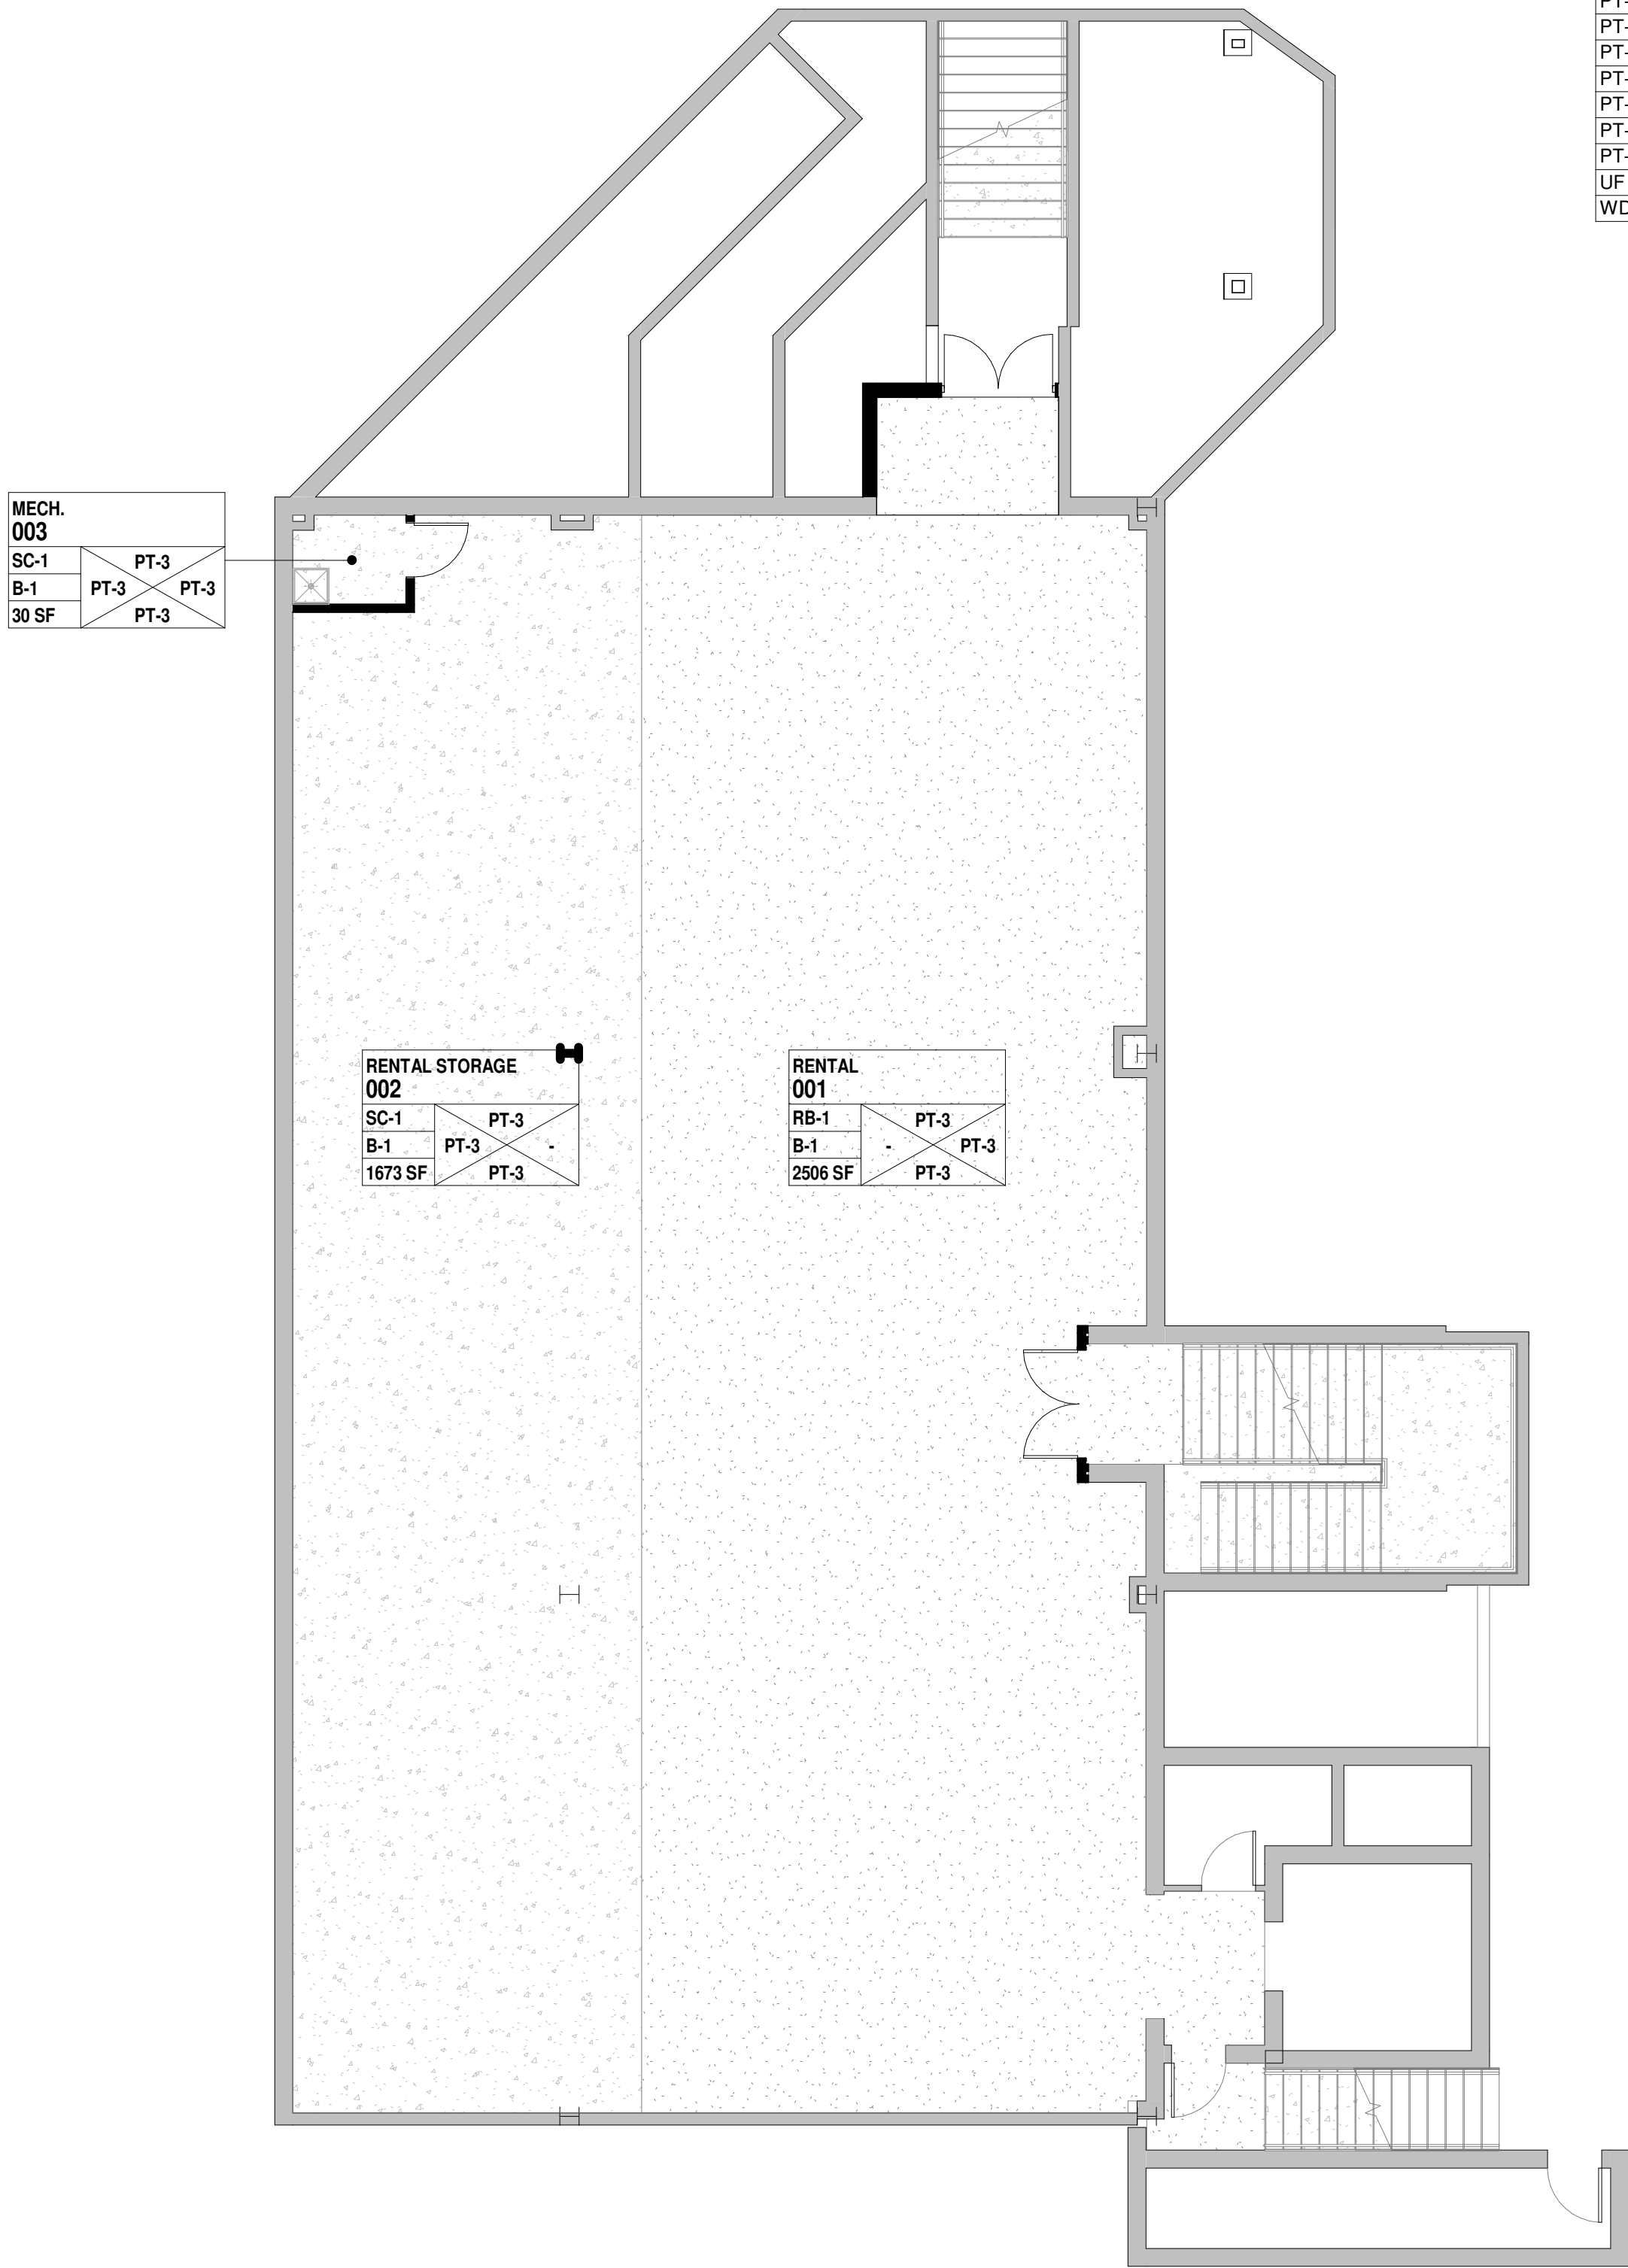 PT-
PT-
PT-
PT-
PT-
PT-
PT-
UF
WD
MECH.
003
SC-1
PT-3
B-1
PT-3 PT-3
30 SF
PT-3
RENTAL STORAGE
002
SC-1
PT-3
B-1
PT-3 -
1673 SF
PT-3
RENTAL
001
RB-1
PT-3
B-1
- PT-3
2506 SF
PT-3